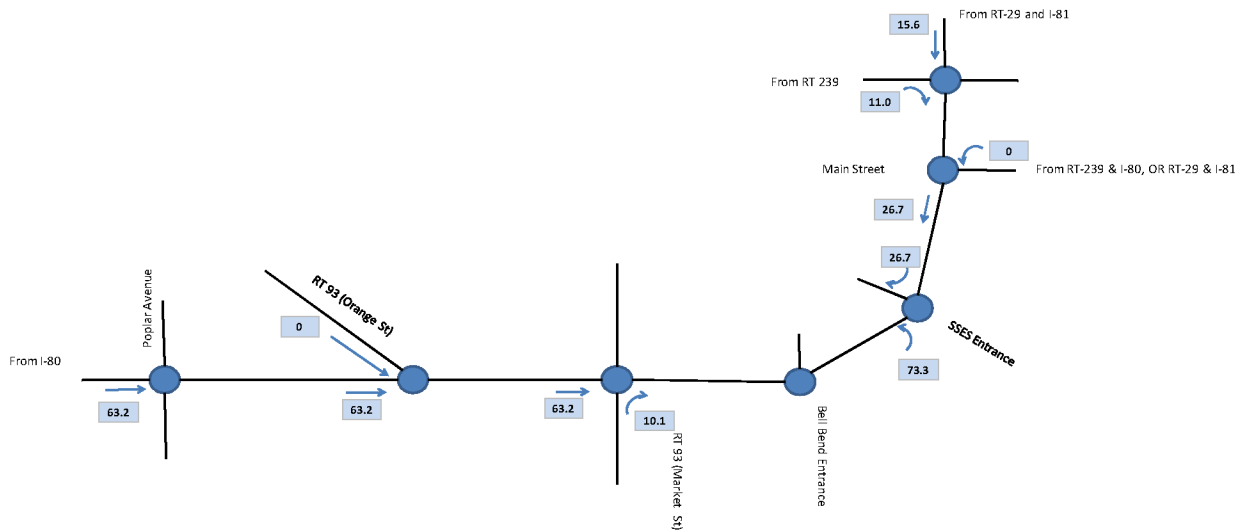 From RT-29 and I-81
15.6
From RT 239
11.0
Main Street
0
From RT-239 & I-80, OR RT-29 & I-81
26.7
26.7
SSES Entrance
73.3
Poplar Avenue
RT 93 (Orange St)
0
From I-80
63.2
63.2
63.2
10.1
RT 93 (Market St)
Bell Bend Entrance